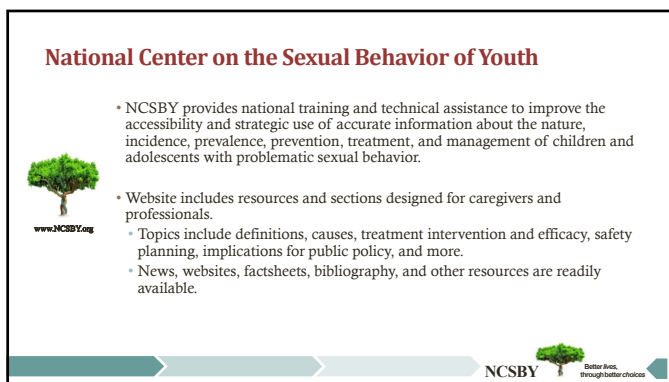 National Center on the Sexual Behavior of Youth
• NCSBY provides national training and technical assistance to improve the
accessibility and strategic use of accurate information about the nature,
incidence, prevalence, prevention, treatment, and management of children and
adolescents with problematic sexual behavior.
www.NCSBY.org
• Website includes resources and sections designed for caregivers and
professionals.
• Topics include definitions, causes, treatment intervention and efficacy, safety
planning, implications for public policy, and more.
• News, websites, factsheets, bibliography, and other resources are readily
available.
NCSBY
Better lives,
through better choices